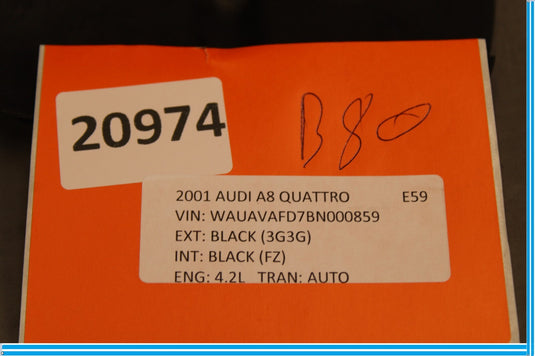 B80
20974
2001 AUDI A8 QUATTRO E59
VIN: WAUAVAFD7BN000859
EXT: BLACK (3G3G)
INT: BLACK (FZ)
ENG: 4.2L TRAN: AUTO